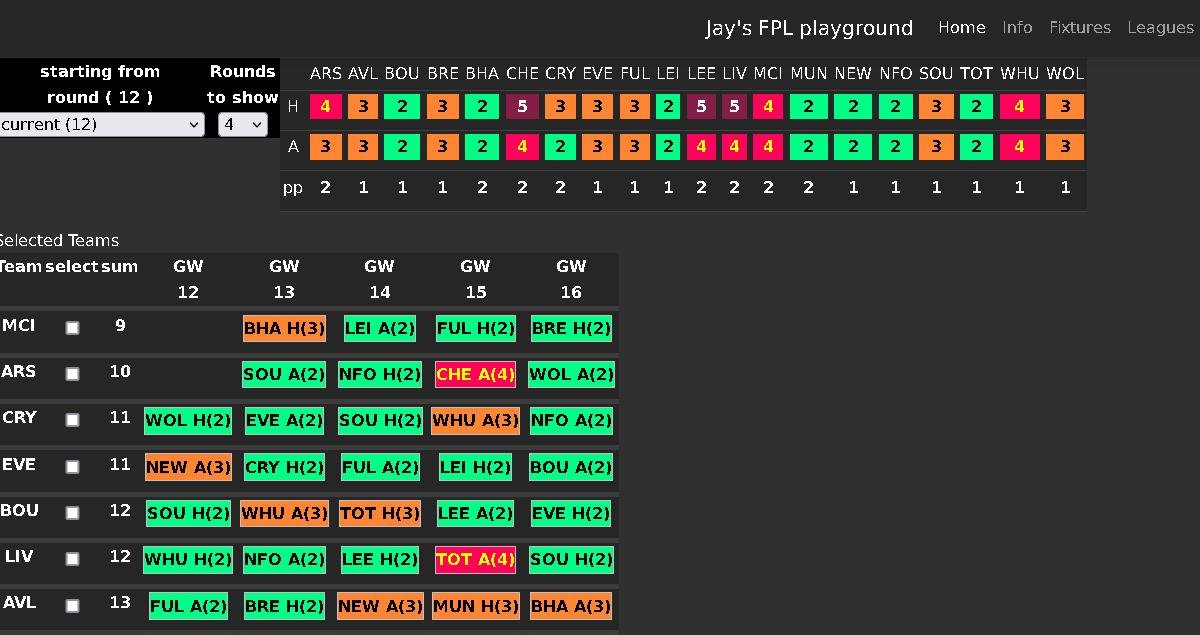 Jay's FPL playground Home Info Fixtures Leagues
starting from Rounds
round ( 12 ) to show
current (12) 4
ARS AVL BOU BRE BHA CHE CRY EVE FUL LEI LEE LIV MCI MUN NEW NFO SOU TOT WHU WOL
H 4 3 2 3 2 5 3 3 3 2 5 5 4 2 2 2 3 2 4 3
A 3 3 2 3 2 4 2 3 3 2 4 4 4 2 2 2 3 2 4 3
pp 2 1 1 1 2 2 2 1 1 1 2 2 2 2 1 1 1 1 1 1
Selected Teams
Team select sum GW GW GW GW GW
12 13 14 15 16
MCI 9 BHA H(3) LEI A(2) FUL H(2) BRE H(2)
ARS 10 SOU A(2) NFO H(2) CHE A(4) WOL A(2)
CRY 11 WOL H(2) EVE A(2) SOU H(2) WHU A(3) NFO A(2)
EVE 11 NEW A(3) CRY H(2) FUL A(2) LEI H(2) BOU A(2)
BOU 12 SOU H(2) WHU A(3) TOT H(3) LEE A(2) EVE H(2)
LIV 12 WHU H(2) NFO A(2) LEE H(2) TOT A(4) SOU H(2)
AVL 13 FUL A(2) BRE H(2) NEW A(3) MUN H(3) BHA A(3)